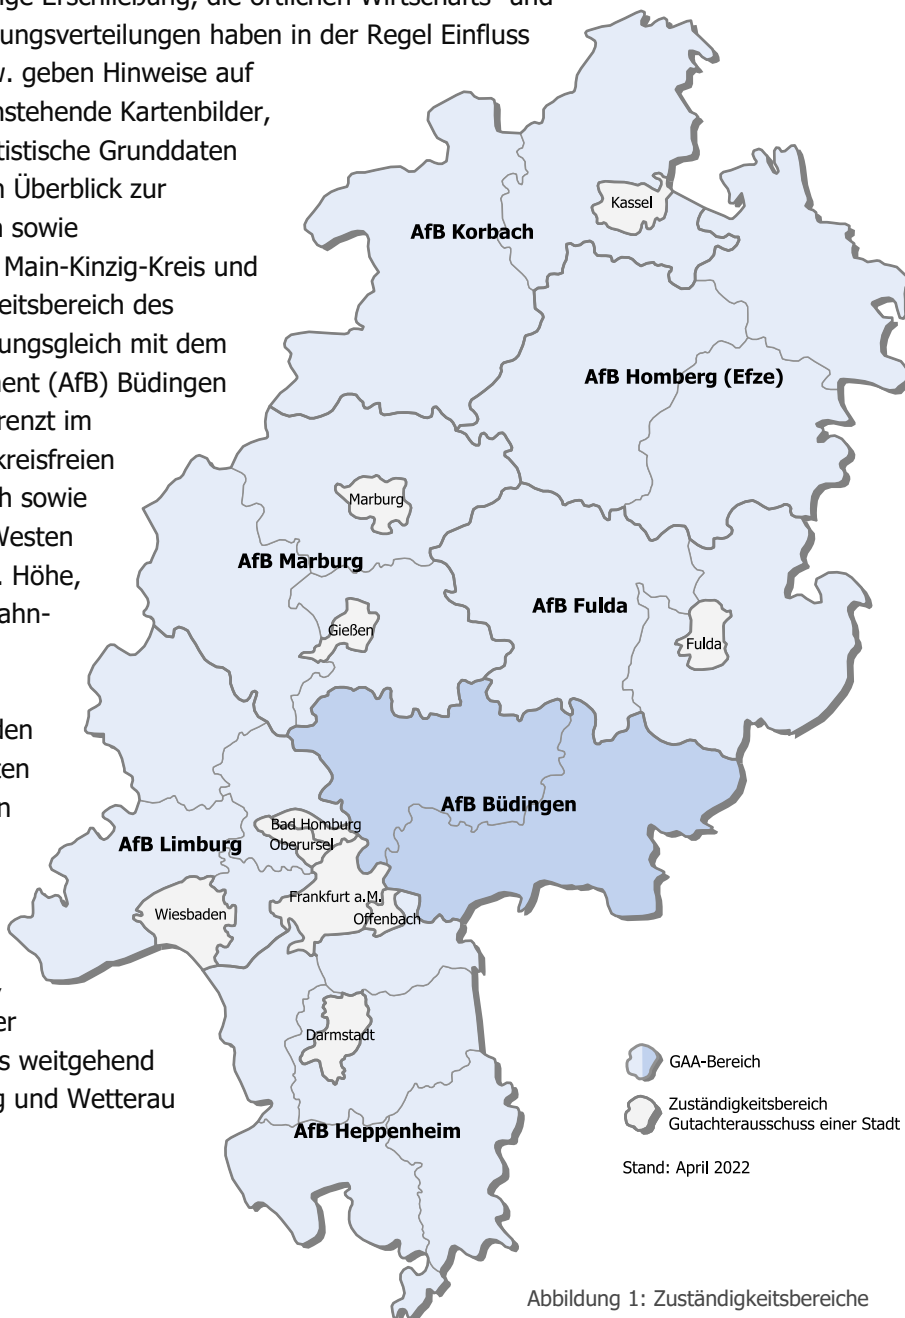 ge Erschließung, die örtlichen Wirtschafts- und
ungsverteilungen haben in der Regel Einfluss
geben Hinweise auf
stehende Kartenbilder,
tistische Grunddaten
Überblick zur
sowie
Main-Kinzig-Kreis und
eitsbereich des
ungsgleich mit dem
ent (AfB) Büdingen
renzt im
kreisfreien
h sowie
Westen
. Höhe,
ahn-
den
ten
n
er
s weitgehend
g und Wetterau
Kassel
AfB Korbach
AfB Homberg (Efze)
Marburg
AfB Marburg
AfB Fulda
Gießen
Fulda
AfB Büdingen
Bad Homburg
AfB Limburg
Oberursel
Frankfurt a.M.
Wiesbaden
Offenbach
Darmstadt
AfB Heppenheim
GAA-Bereich
Zuständigkeitsbereich
Gutachterausschuss einer Stadt
Stand: April 2022
Abbildung 1: Zuständigkeitsbereiche